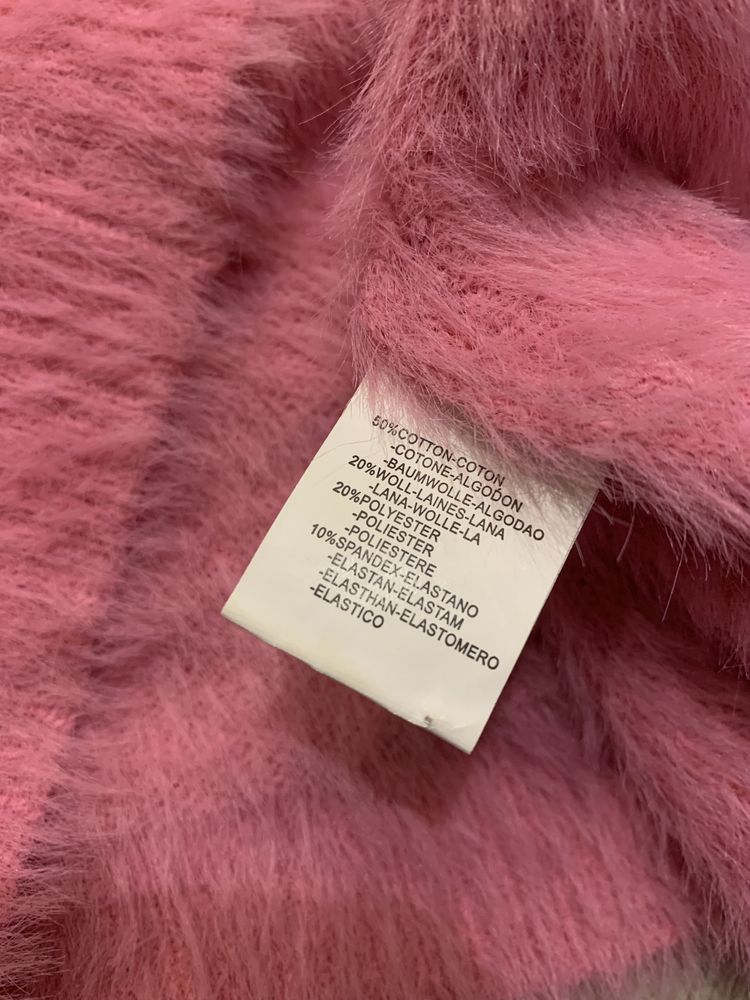 50%COTTON-COTON
-COTONE-ALGODON
-BAUMWOLLE-ALGODAO
20%WOLL-LAINES-LANA
-LANA-WOLLE-LA
20%POLYESTER
-POLIESTER
-POLIESTERE
10%SPANDEX-ELASTANO
-ELASTAN-ELASTAM
-ELASTHAN-ELASTOMERO
-ELASTICO